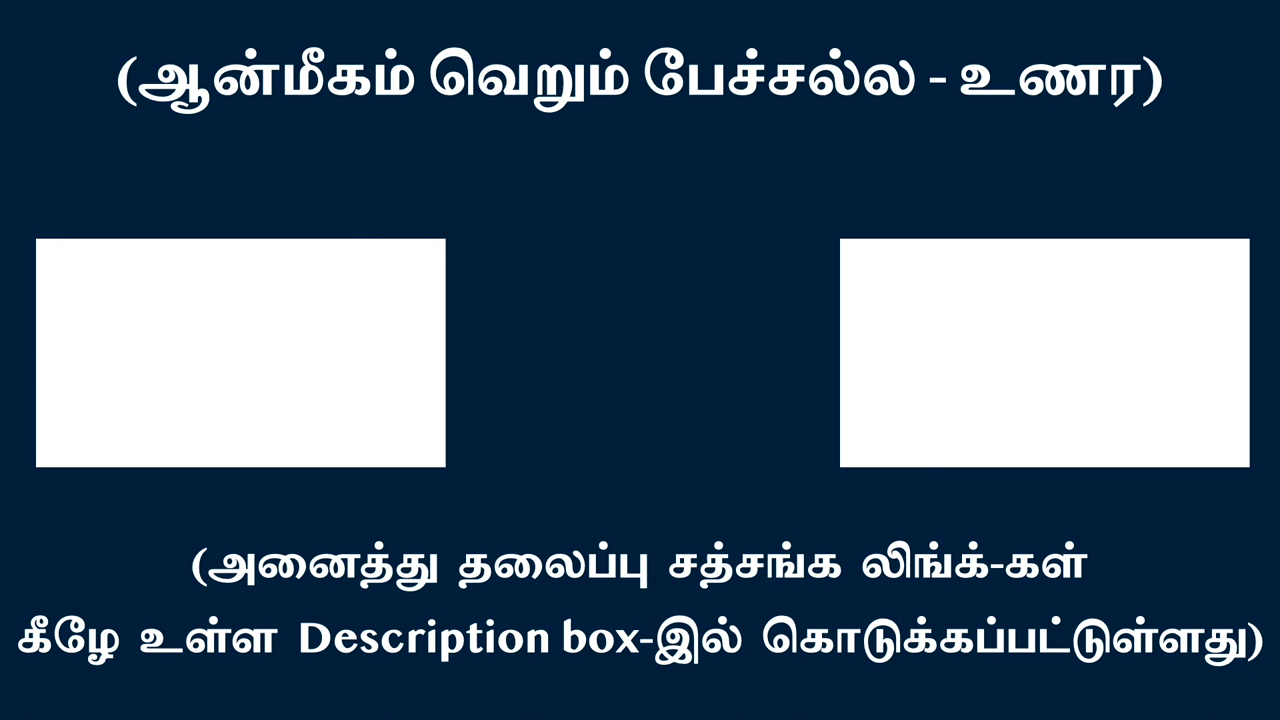 (ஆன்மீகம் வெறும் பேச்சல்ல - உணர)
(அனைத்து தலைப்பு சத்சங்க லிங்க்-கள்
கீழே உள்ள Description box-இல் கொடுக்கப்பட்டுள்ளது)